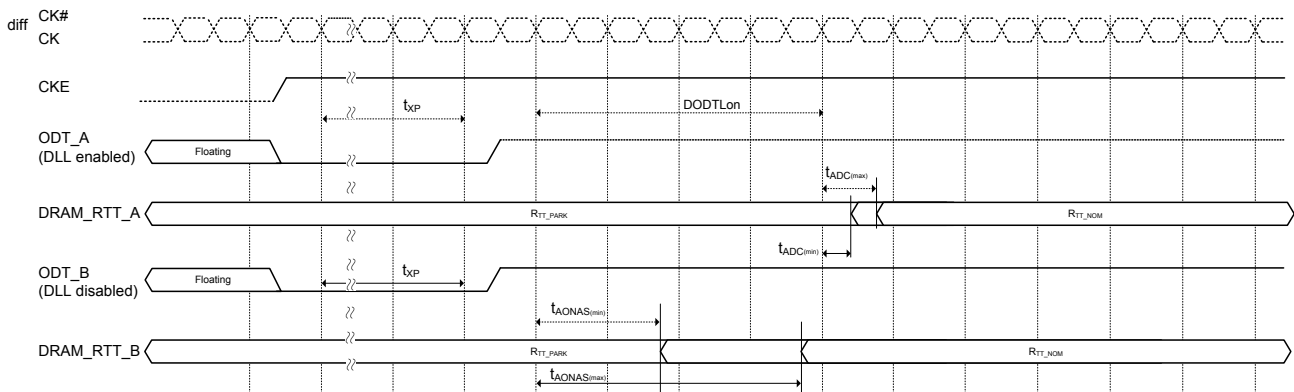 diff
CK#
CK
CKE
tXP
DODTLon
ODT_A
(DLL enabled)
Floating
tADC(max)
DRAM_RTT_A
RTT_PARK
RTT_NOM
tADC(min)
ODT_B
(DLL disabled)
Floating
tXP
tAONAS(min)
DRAM_RTT_B
RTT_PARK
RTT_NOM
tAONAS(max)